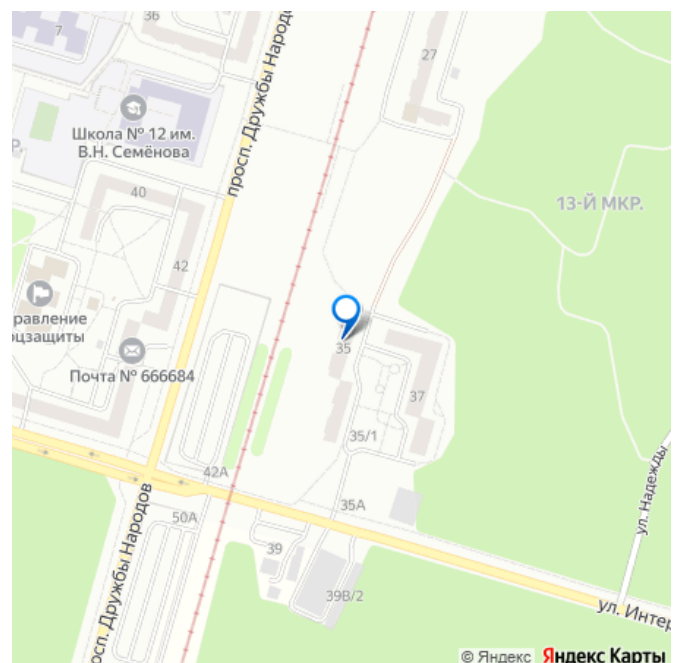 36
7
27
просп. Дружбы Народов
Школа № 12 им.
В.Н. Семёнова
Р.
40
13-Й МКР.
42
равление
оцзащиты
35
Почта № 666684
37
35/1
42А
35А
50А
39
39В/2
росп. Дружбы Народов
ул. Надежды
ул. Интер
© Яндекс Яндекс Карты